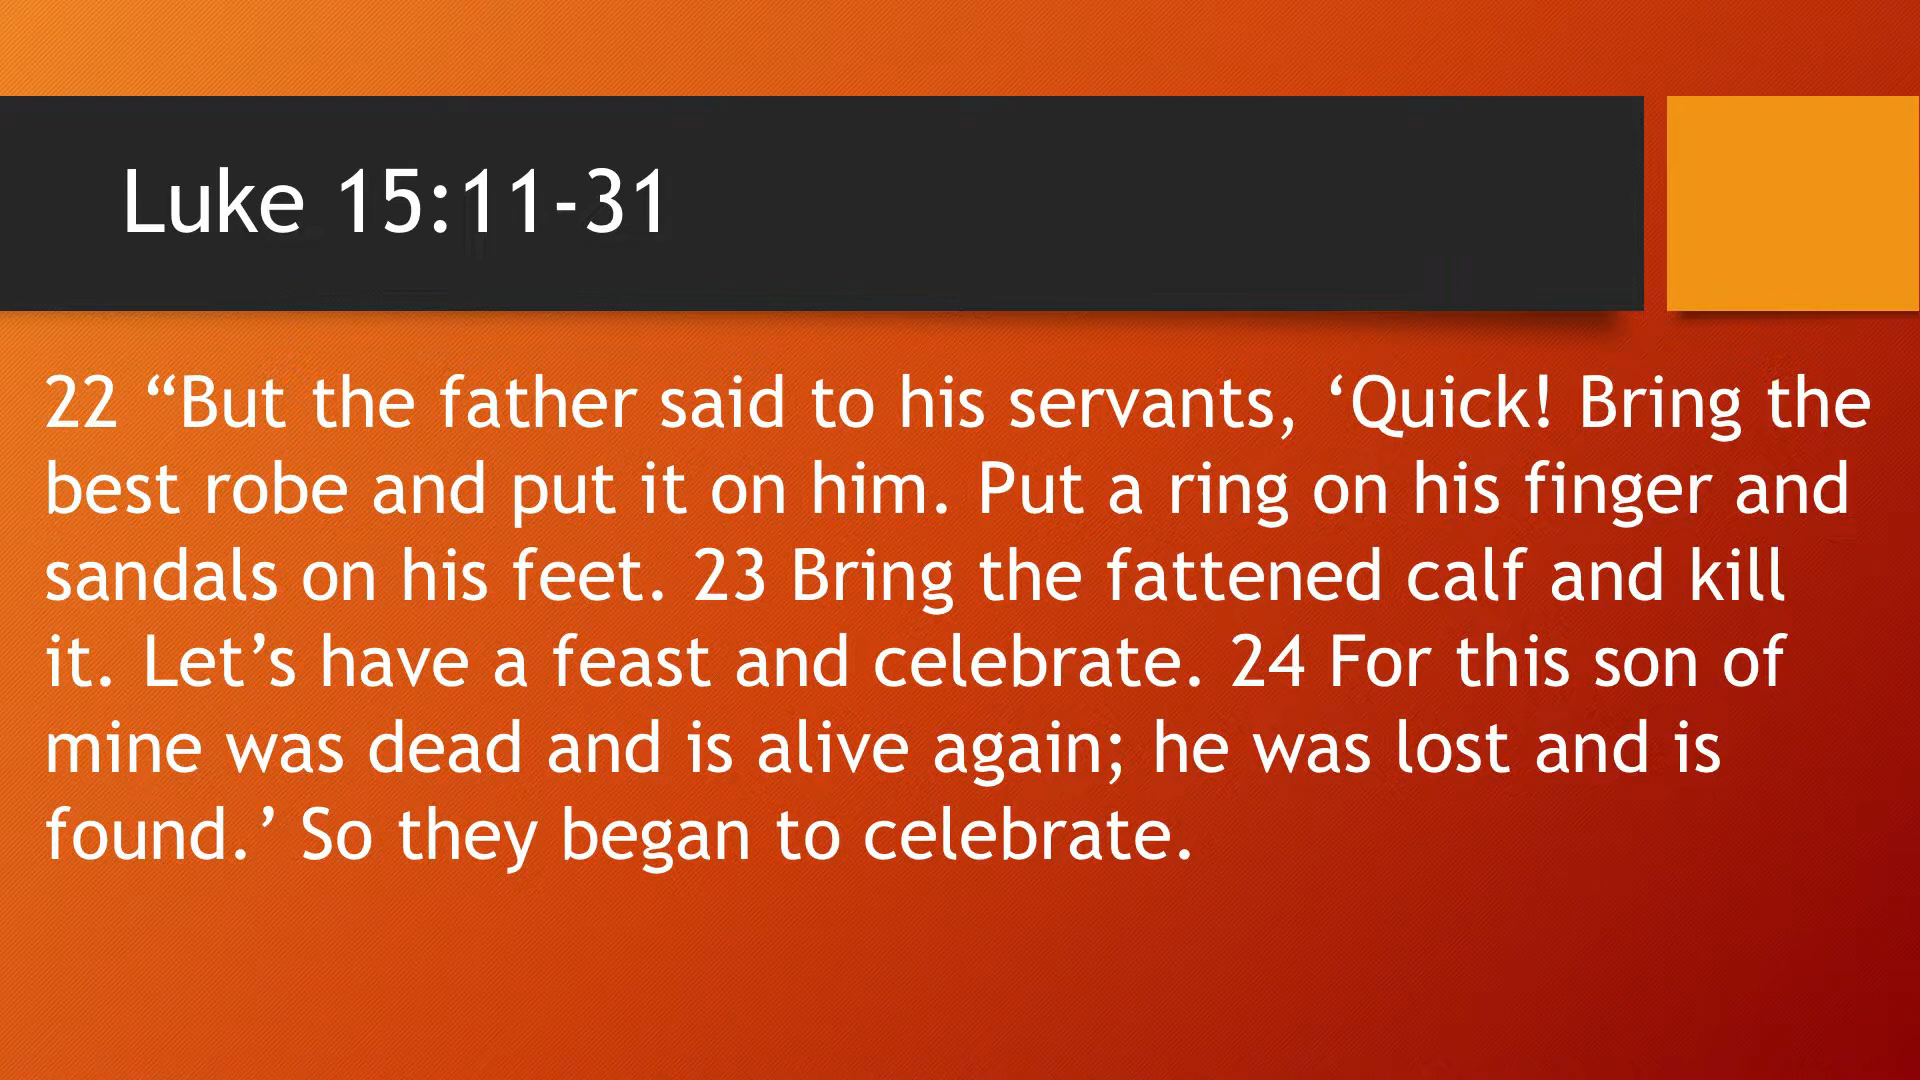 Luke 15:11-31
22 “But the father said to his servants, ‘Quick! Bring the
best robe and put it on him. Put a ring on his finger and
sandals on his feet. 23 Bring the fattened calf and kill
it. Let’s have a feast and celebrate. 24 For this son of
mine was dead and is alive again; he was lost and is
found.’ So they began to celebrate.